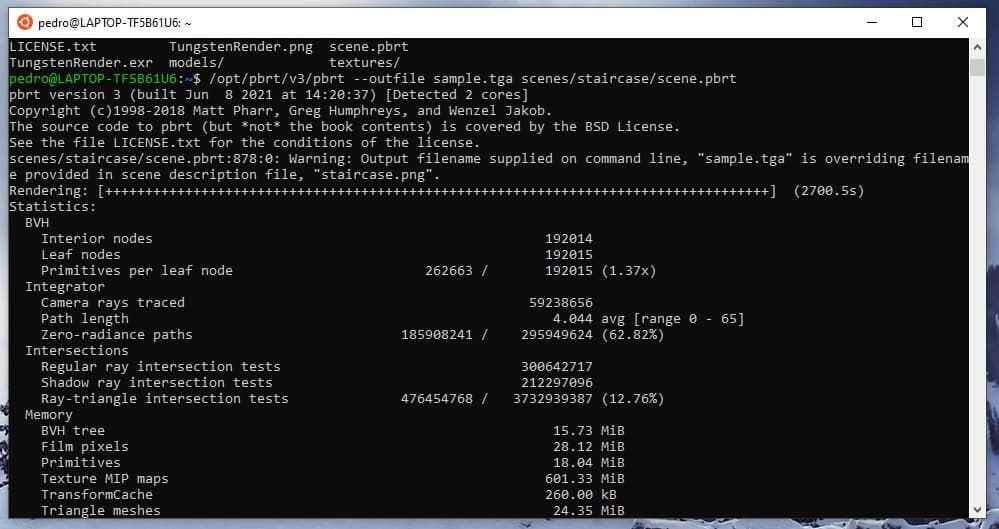 pedro@LAPTOP-TF5B61U6: ~
LICENSE.txt TungstenRender.png scene.pbrt
TungstenRender.exr models/ textures/
pedro@LAPTOP-TF5B61U6:~$ /opt/pbrt/v3/pbrt --outfile sample.tga scenes/staircase/scene.pbrt
pbrt version 3 (built Jun 8 2021 at 14:20:37) [Detected 2 cores]
Copyright (c)1998-2018 Matt Pharr, Greg Humphreys, and Wenzel Jakob.
The source code to pbrt (but *not* the book contents) is covered by the BSD License.
See the file LICENSE.txt for the conditions of the license.
scenes/staircase/scene.pbrt:878:0: Warning: Output filename supplied on command line, "sample.tga" is overriding filenam
e provided in scene description file, "staircase.png".
Rendering: [+++++++++++++++++++++++++++++++++++++++++++++++++++++++++++++++++++++++++++++++++++] (2700.5s)
Statistics:
BVH
Interior nodes 192014
Leaf nodes 192015
Primitives per leaf node 262663 / 192015 (1.37x)
Integrator
Camera rays traced 59238656
Path length 4.044 avg [range 0 - 65]
Zero-radiance paths 185908241 / 295949624 (62.82%)
Intersections
Regular ray intersection tests 300642717
Shadow ray intersection tests 212297096
Ray-triangle intersection tests 476454768 / 3732939387 (12.76%)
Memory
BVH tree 15.73 MiB
Film pixels 28.12 MiB
Primitives 18.04 MiB
Texture MIP maps 601.33 MiB
TransformCache 260.00 kB
Triangle meshes 24.35 MiB